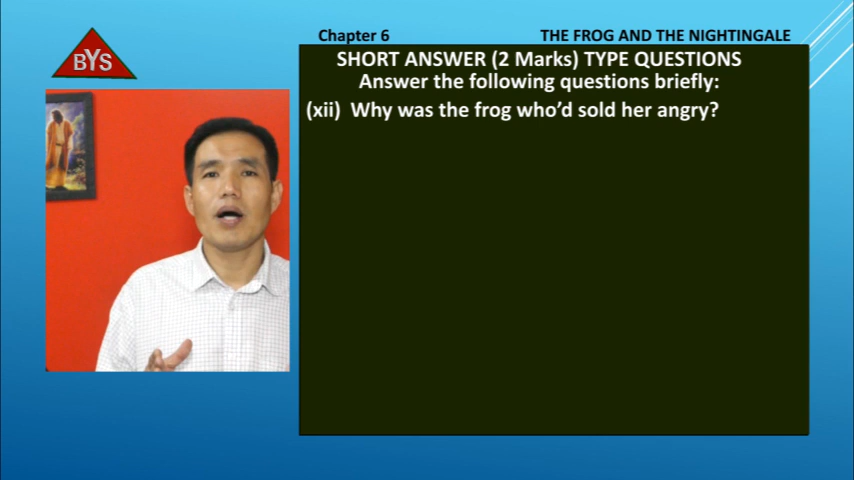 Chapter 6 THE FROG AND THE NIGHTINGALE
BYS
SHORT ANSWER (2 Marks) TYPE QUESTIONS
Answer the following questions briefly:
(xii) Why was the frog who'd sold her angry?